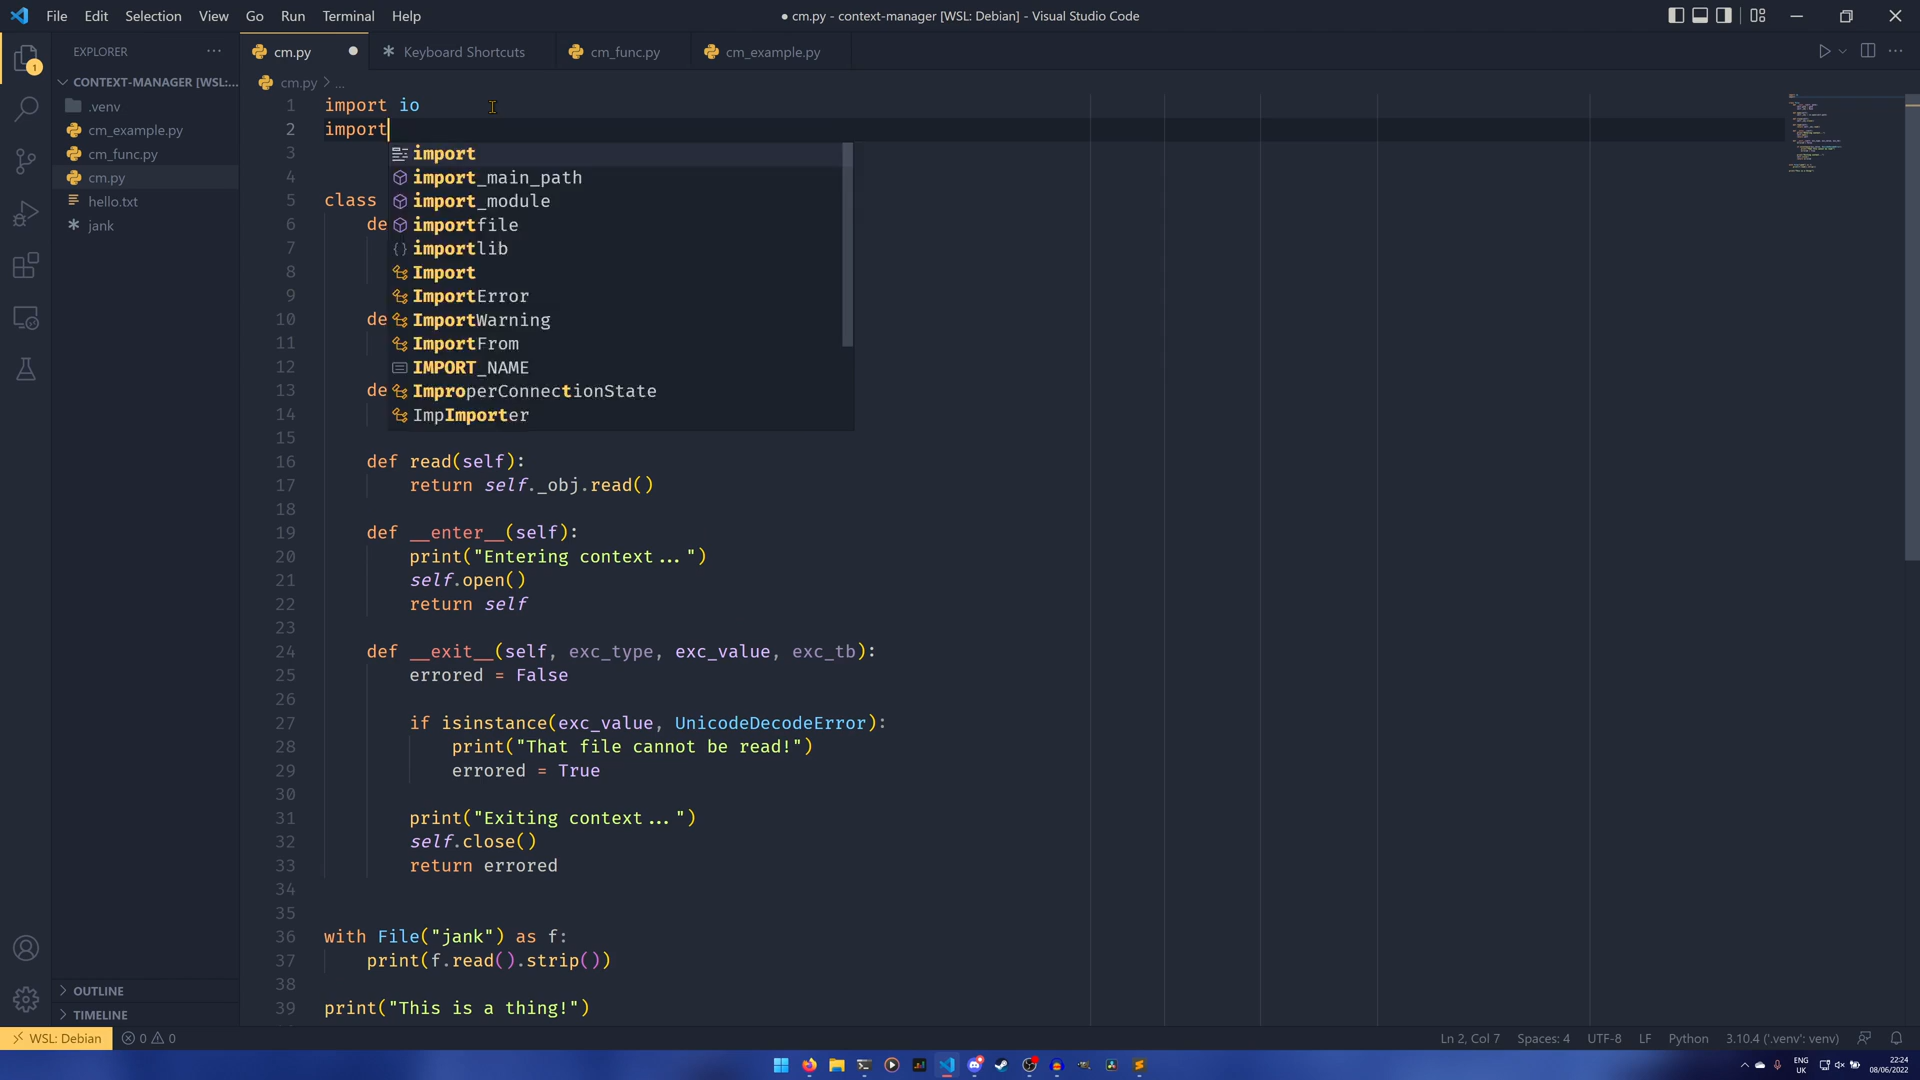 File Edit Selection View Go Run Terminal Help
● cm.py - context-manager [WSL: Debian] - Visual Studio Code
EXPLORER ...
cm.py ● Keyboard Shortcuts cm_func.py cm_example.py
CONTEXT-MANAGER [WSL:...
.venv
cm_example.py
cm_func.py
cm.py
hello.txt
jank
OUTLINE
TIMELINE
1
cm.py > ...
1 import io
2 import
3
4
5 class
6 de
7
8
9
10 de
11
12
13 de
14
15
import
import_main_path
import_module
importfile
importlib
Import
ImportError
ImportWarning
ImportFrom
IMPORT_NAME
ImproperConnectionState
ImpImporter
16 def read(self):
17 return self._obj.read()
18
19 def __enter__(self):
20 print("Entering context...")
21 self.open()
22 return self
23
24 def __exit__(self, exc_type, exc_value, exc_tb):
25 errored = False
26
27 if isinstance(exc_value, UnicodeDecodeError):
28 print("That file cannot be read!")
29 errored = True
30
31 print("Exiting context...")
32 self.close()
33 return errored
34
35
36 with File("jank") as f:
37 print(f.read().strip())
38
39 print("This is a thing!")
WSL: Debian 0 0 Ln 2, Col 7 Spaces: 4 UTF-8 LF Python 3.10.4 ('.venv': venv)
ENG
UK
22:24
08/06/2022